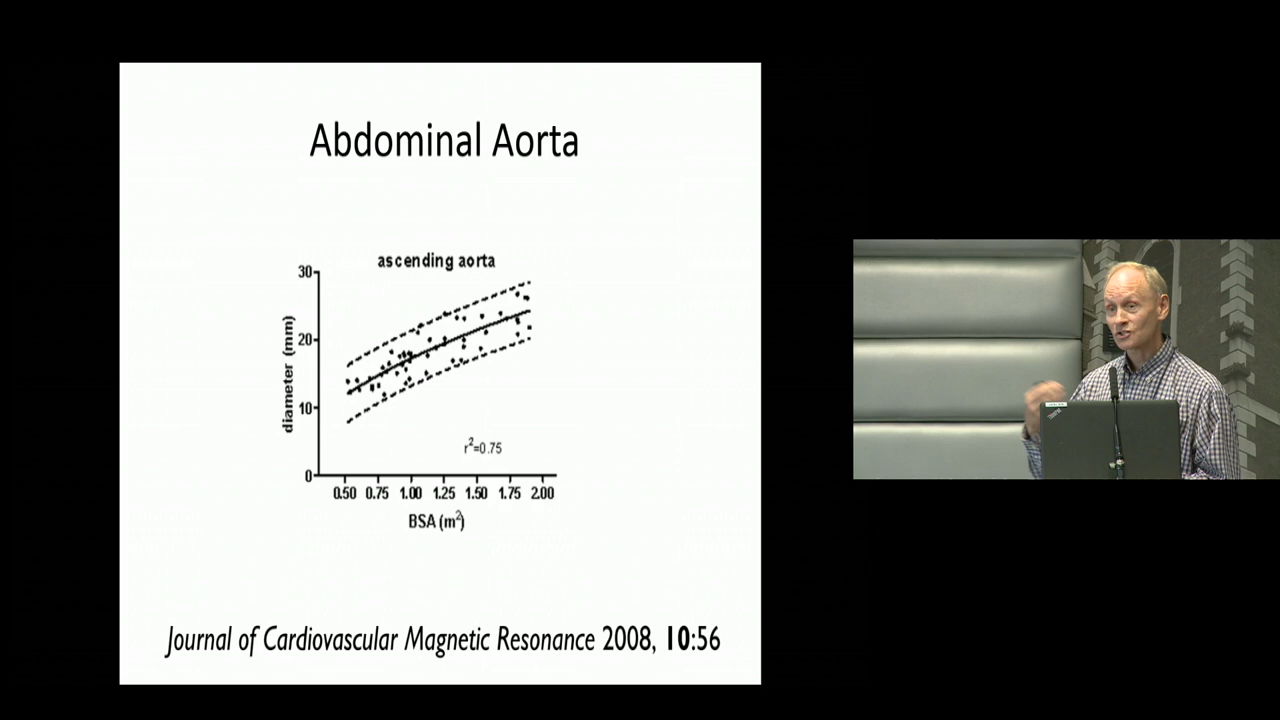 Abdominal Aorta
ascending aorta
30
20
10
0
diameter (mm)
r²=0.75
0.50 0.75 1.00 1.25 1.50 1.75 2.00
BSA (m²)
Journal of Cardiovascular Magnetic Resonance 2008, 10:56